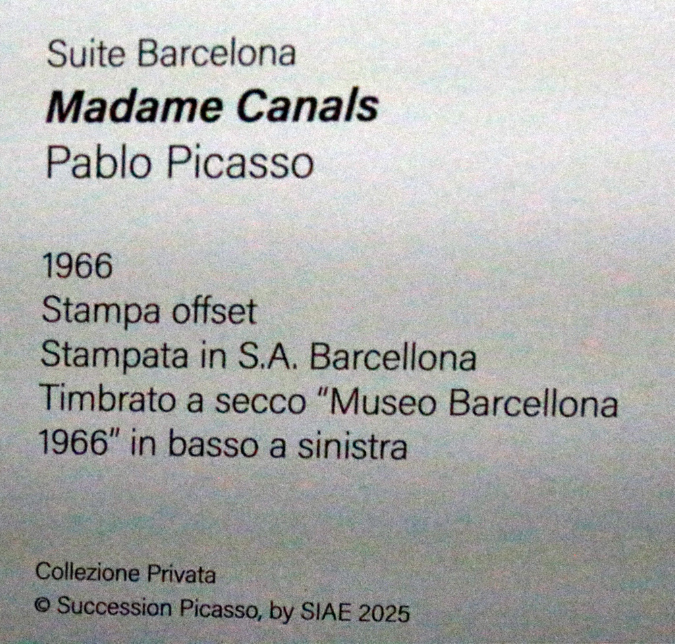 Suite Barcelona
Madame Canals
Pablo Picasso
1966
Stampa offset
Stampata in S.A. Barcellona
Timbrato a secco "Museo Barcellona
1966" in basso a sinistra
Collezione Privata
© Succession Picasso, by SIAE 2025